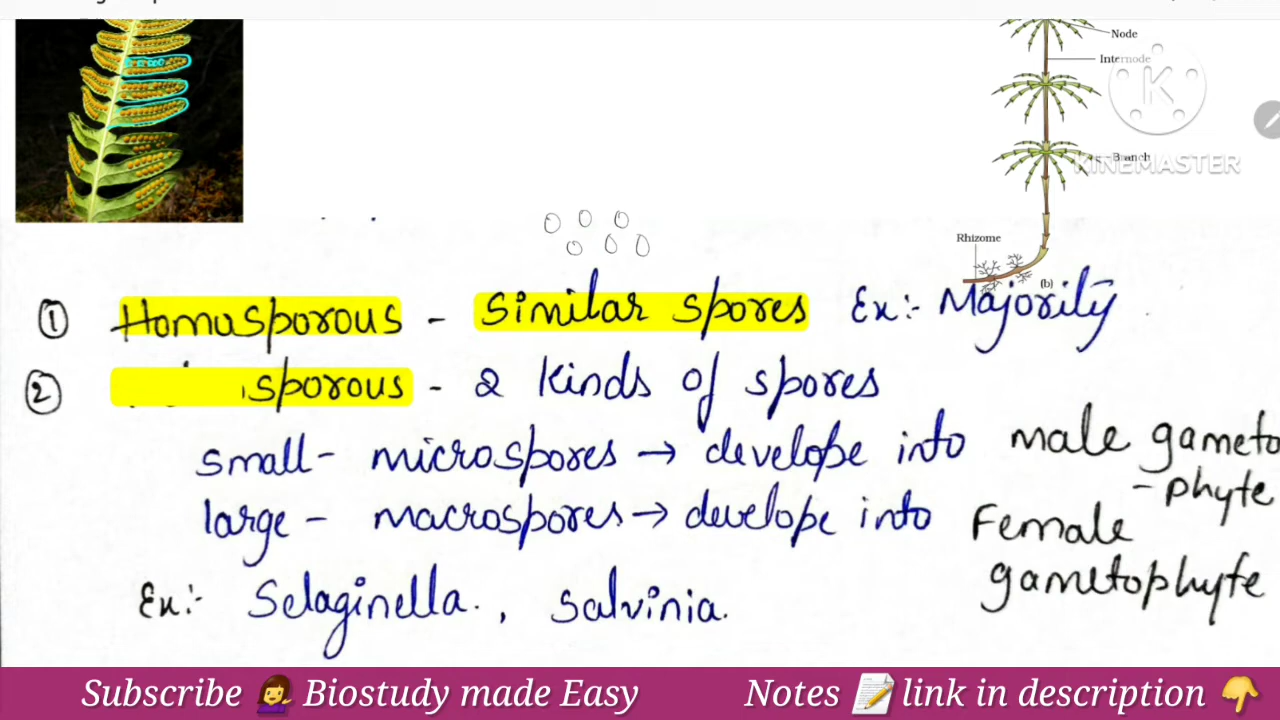 Node
Internode
Branch
KINEMASTER
Rhizome
(b)
① Homosporous - Similar spores Ex:- Majority
② sporous - 2 kinds of spores
small - microspores → develope into male gameto
- phyte
large - macrospores → develope into Female
gametophyte
Ex:- Selaginella. , Salvinia.
Subscribe 💁‍♀️ Biostudy made Easy Notes 📝 link in description 👇